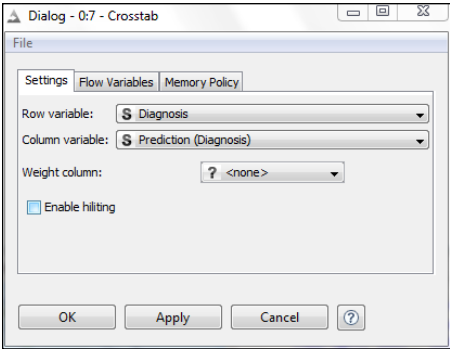 Dialog - 0:7 - Crosstab
File
Settings Flow Variables Memory Policy
Row variable: S Diagnosis
Column variable: S Prediction (Diagnosis)
Weight column: ? <none>
Enable hiliting
OK Apply Cancel ?